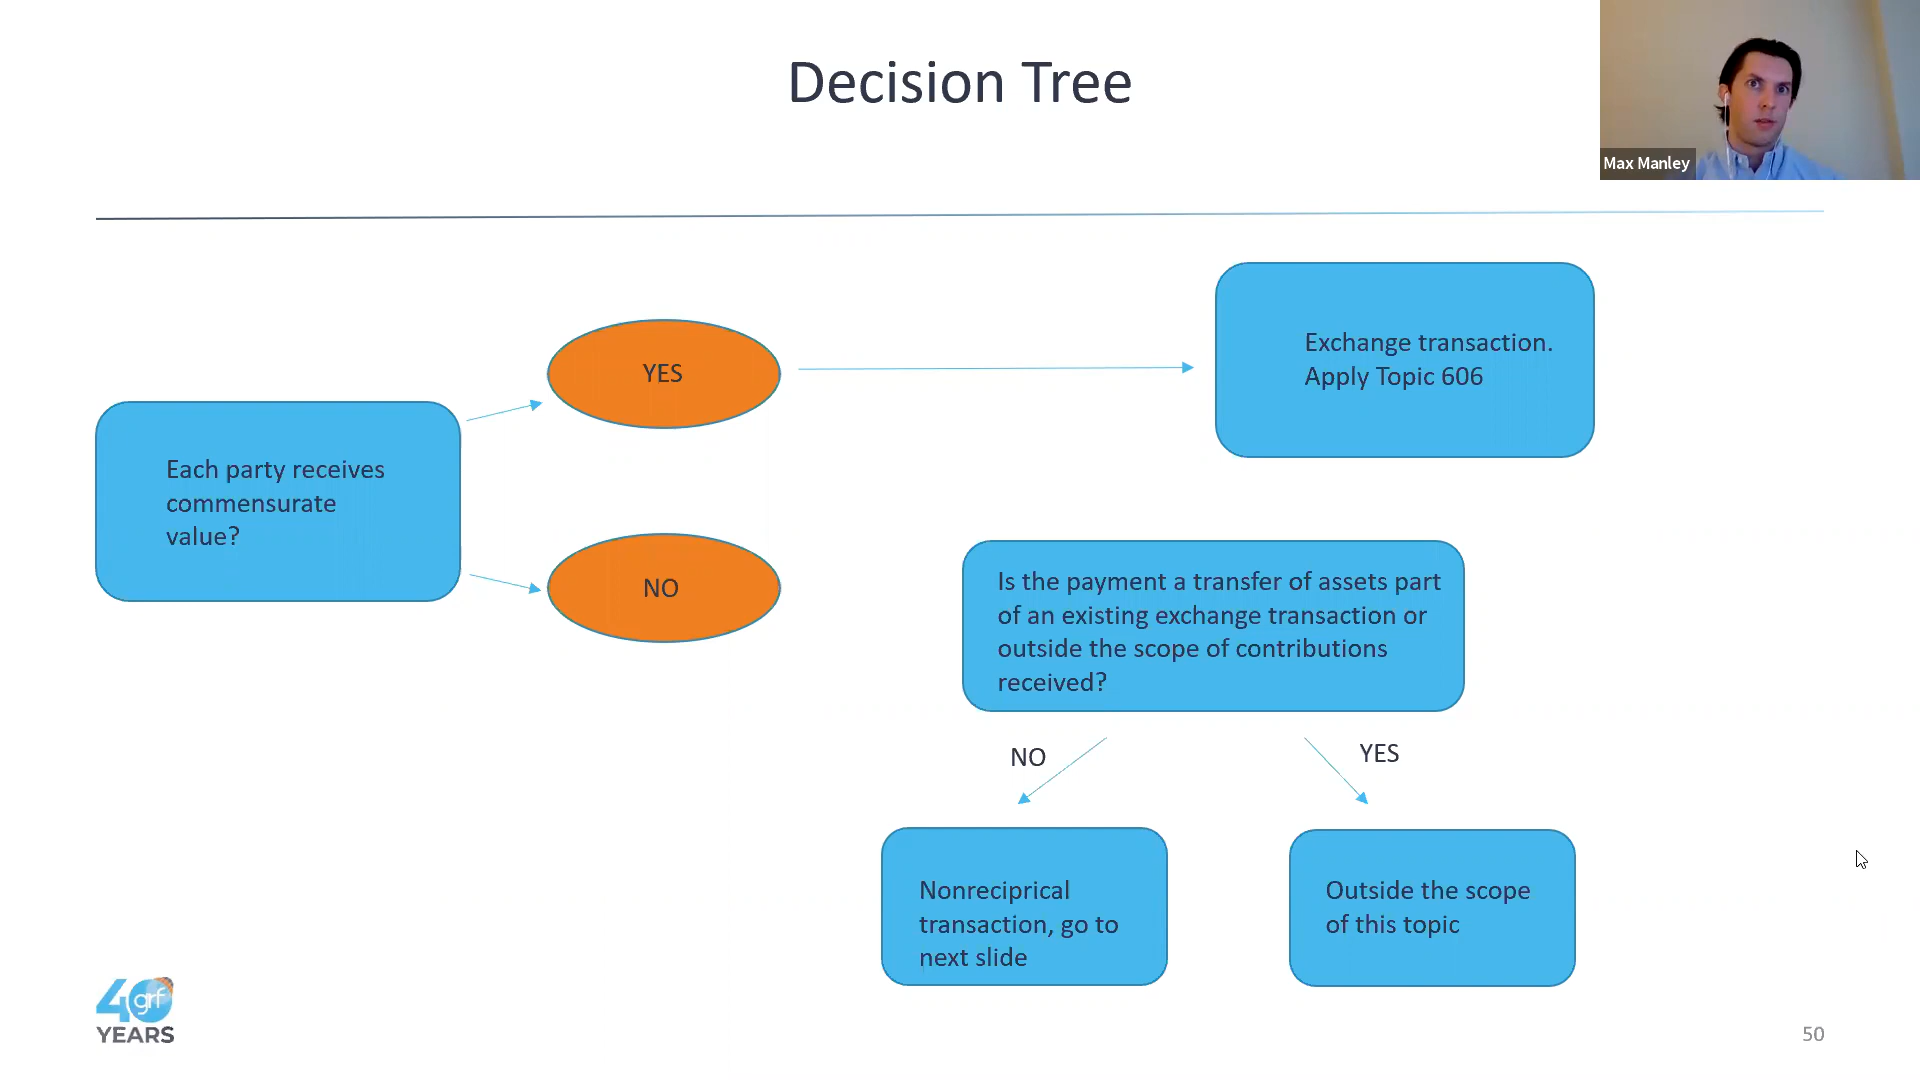 Decision Tree
Max Manley
Each party receives
commensurate
value?
YES
NO
Exchange transaction.
Apply Topic 606
Is the payment a transfer of assets part
of an existing exchange transaction or
outside the scope of contributions
received?
NO
YES
Nonreciprical
transaction, go to
next slide
Outside the scope
of this topic
40 grf
YEARS
50